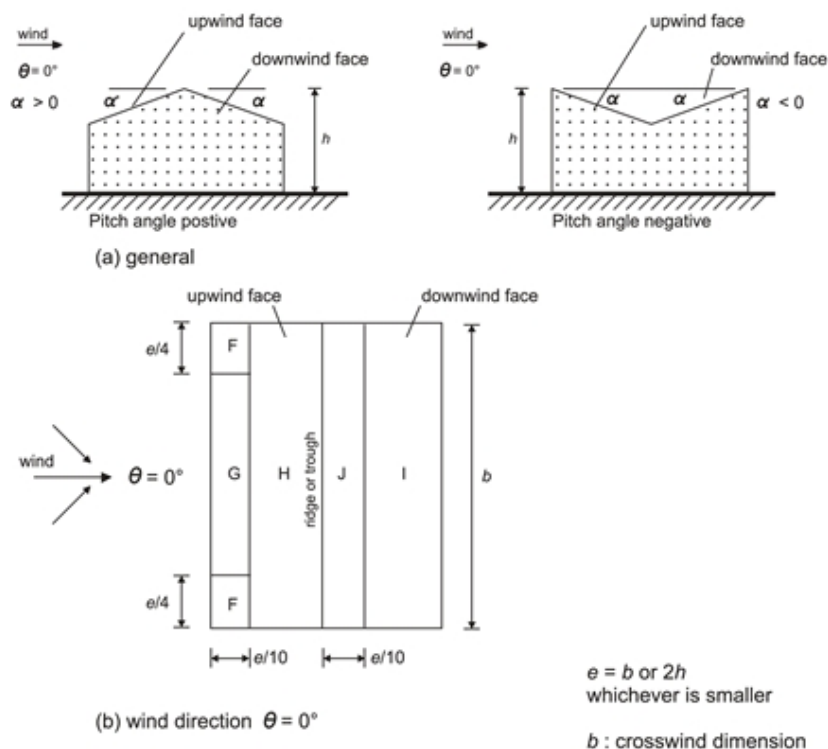 upwind face
wind
downwind face
θ = 0°
α > 0
α
α
h
Pitch angle postive
wind
θ = 0°
downwind face
upwind face
α
α
α < 0
h
Pitch angle negative
(a) general
upwind face
downwind face
e/4
F
wind
θ = 0°
G
H
ridge or trough
J
I
b
e/4
F
e/10
e/10
e = b or 2h
whichever is smaller
(b) wind direction θ = 0°
b : crosswind dimension